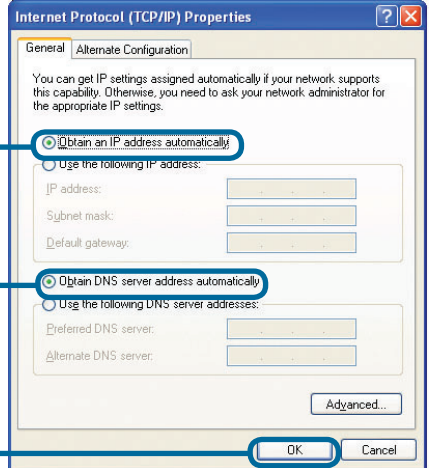 Internet Protocol (TCP/IP) Properties
General Alternate Configuration
You can get IP settings assigned automatically if your network supports
this capability. Otherwise, you need to ask your network administrator for
the appropriate IP settings.
Obtain an IP address automatically
Use the following IP address:
IP address:
Subnet mask:
Default gateway:
Obtain DNS server address automatically
Use the following DNS server addresses:
Preferred DNS server:
Alternate DNS server:
Advanced...
OK Cancel